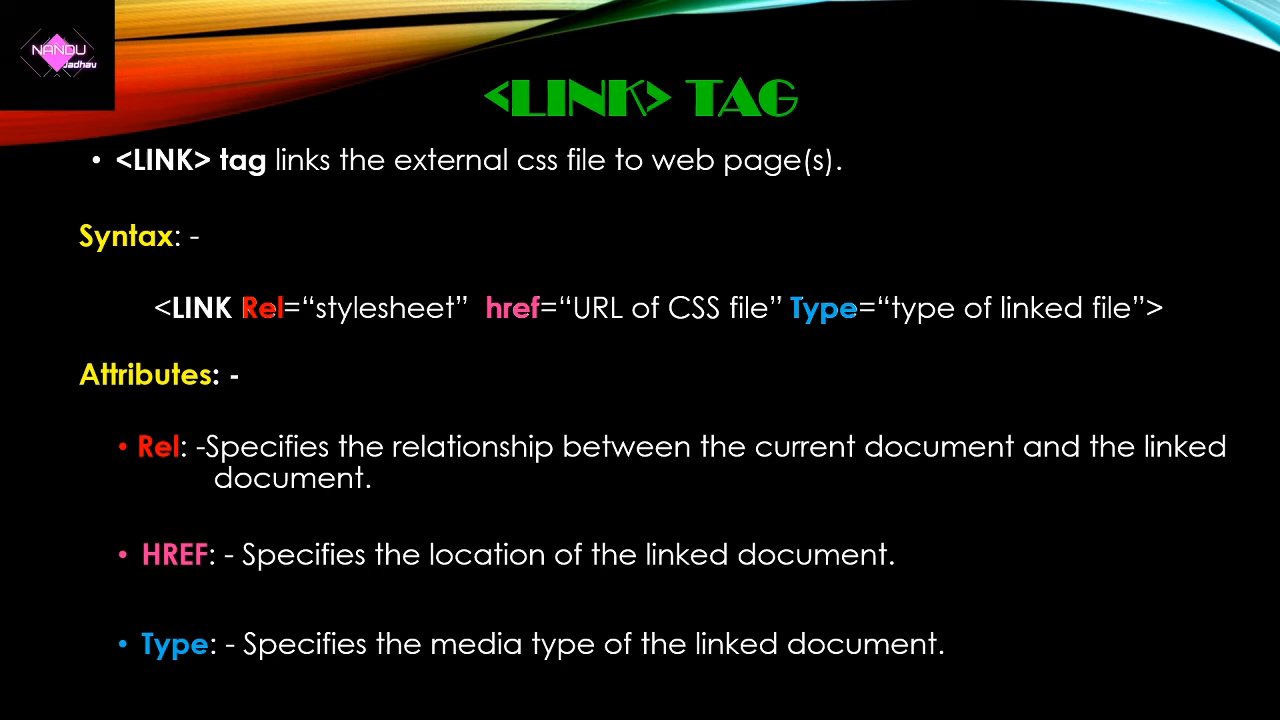 NANDU
Jadhav
<LINK> TAG
• <LINK> tag links the external css file to web page(s).
Syntax: -
<LINK Rel=“stylesheet”  href=“URL of CSS file” Type=“type of linked file”>
Attributes: -
• Rel: -Specifies the relationship between the current document and the linked
document.
• HREF: - Specifies the location of the linked document.
• Type: - Specifies the media type of the linked document.